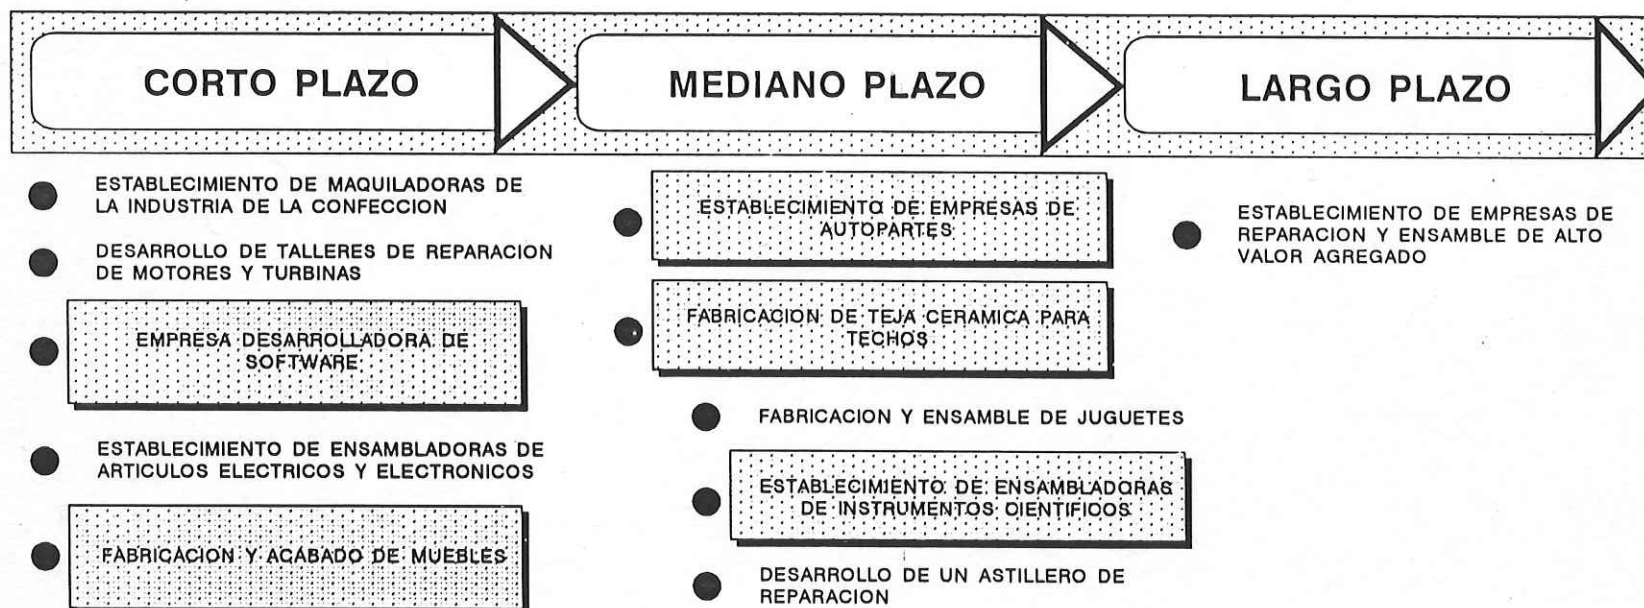 CORTO PLAZO
MEDIANO PLAZO
LARGO PLAZO
ESTABLECIMIENTO DE MAQUILADORAS DE
LA INDUSTRIA DE LA CONFECCION
DESARROLLO DE TALLERES DE REPARACION
DE MOTORES Y TURBINAS
EMPRESA DESARROLLADORA DE
SOFTWARE
ESTABLECIMIENTO DE ENSAMBLADORAS DE
ARTICULOS ELECTRICOS Y ELECTRONICOS
FABRICACION Y ACABADO DE MUEBLES
ESTABLECIMIENTO DE EMPRESAS DE
AUTOPARTES
FABRICACION DE TEJA CERAMICA PARA
TECHOS
FABRICACION Y ENSAMBLE DE JUGUETES
ESTABLECIMIENTO DE ENSAMBLADORAS
DE INSTRUMENTOS CIENTIFICOS
DESARROLLO DE UN ASTILLERO DE
REPARACION
ESTABLECIMIENTO DE EMPRESAS DE
REPARACION Y ENSAMBLE DE ALTO
VALOR AGREGADO